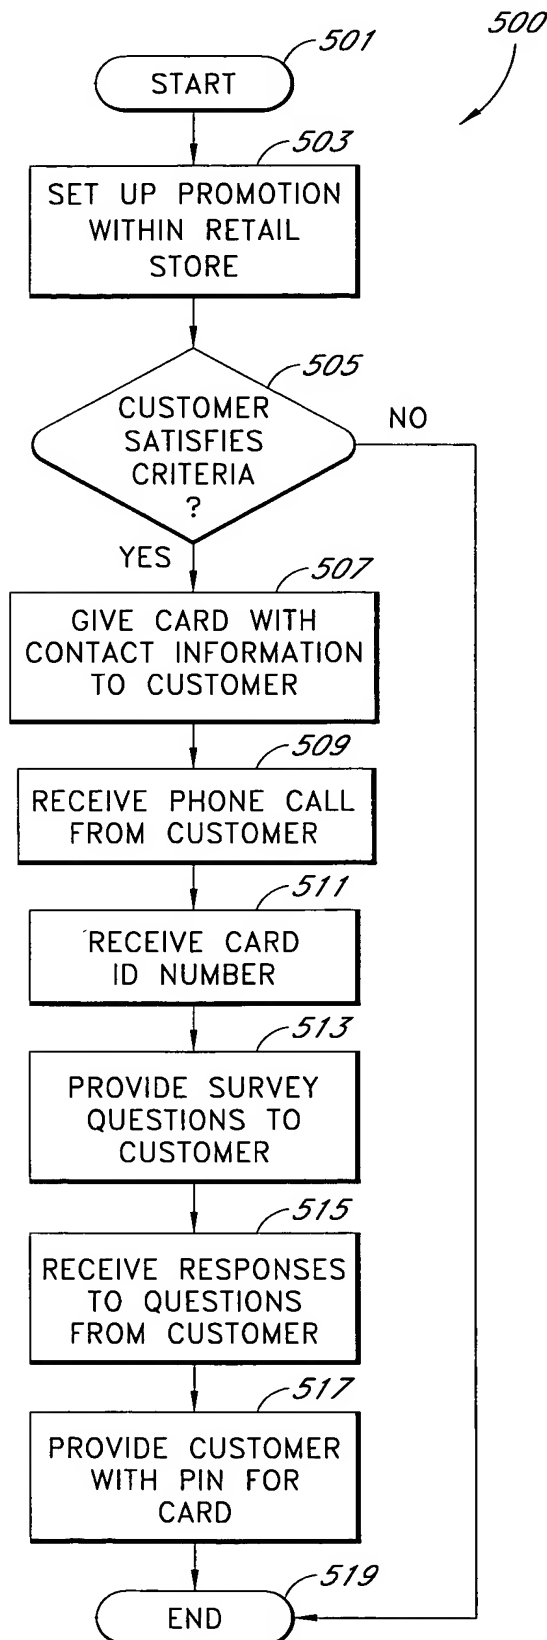 500
501
START
503
SET UP PROMOTION
WITHIN RETAIL
STORE
505
CUSTOMER
SATISFIES
CRITERIA
?
NO
YES
507
GIVE CARD WITH
CONTACT INFORMATION
TO CUSTOMER
509
RECEIVE PHONE CALL
FROM CUSTOMER
511
RECEIVE CARD
ID NUMBER
513
PROVIDE SURVEY
QUESTIONS TO
CUSTOMER
515
RECEIVE RESPONSES
TO QUESTIONS
FROM CUSTOMER
517
PROVIDE CUSTOMER
WITH PIN FOR
CARD
519
END